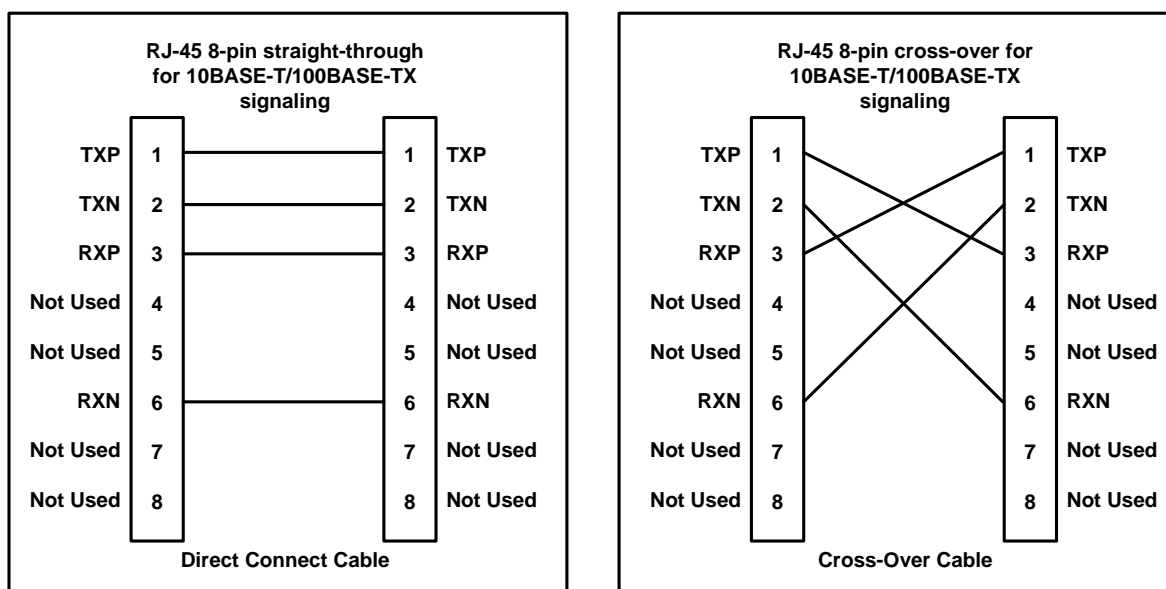 RJ-45 8-pin straight-through
for 10BASE-T/100BASE-TX
signaling
TXP 1 1 TXP
TXN 2 2 TXN
RXP 3 3 RXP
Not Used 4 4 Not Used
Not Used 5 5 Not Used
RXN 6 6 RXN
Not Used 7 7 Not Used
Not Used 8 8 Not Used
Direct Connect Cable
RJ-45 8-pin cross-over for
10BASE-T/100BASE-TX
signaling
TXP 1 1 TXP
TXN 2 2 TXN
RXP 3 3 RXP
Not Used 4 4 Not Used
Not Used 5 5 Not Used
RXN 6 6 RXN
Not Used 7 7 Not Used
Not Used 8 8 Not Used
Cross-Over Cable